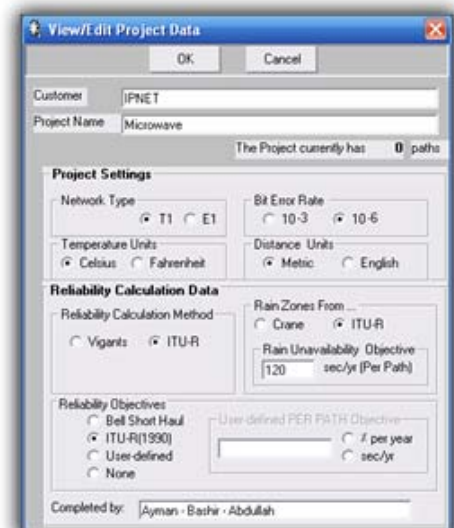 View/Edit Project Data
OK Cancel
Customer IPNET
Project Name Microwave
The Project currently has 0 paths
Project Settings
Network Type
T1 E1
Bit Error Rate
10-3 10-6
Temperature Units
Celsius Fahrenheit
Distance Units
Metric English
Reliability Calculation Data
Reliability Calculation Method
Vigants ITU-R
Rain Zones From ...
Crane ITU-R
Rain Unavailability Objective
120 sec/yr (Per Path)
Reliability Objectives
Bell Short Haul
ITU-R(1990)
User-defined
None
User-defined PER PATH Objective
% per year
sec/yr
Completed by: Ayman - Bashir - Abdullah